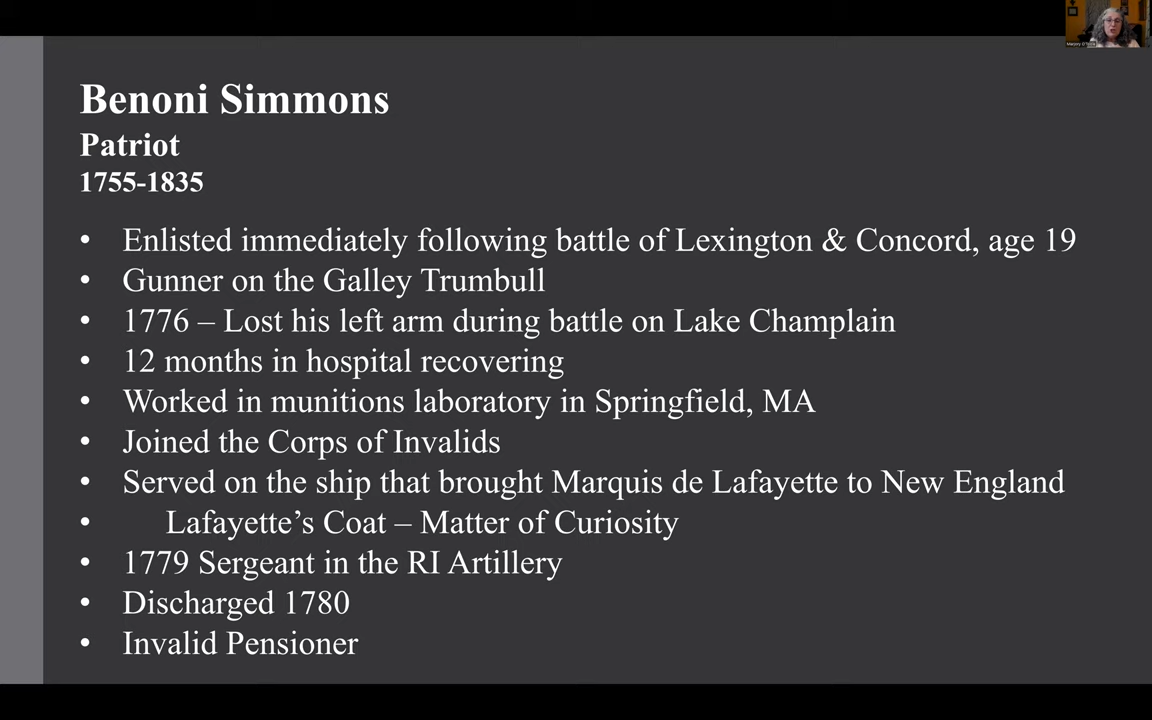 Benoni Simmons
Patriot
1755-1835
• Enlisted immediately following battle of Lexington & Concord, age 19
• Gunner on the Galley Trumbull
• 1776 – Lost his left arm during battle on Lake Champlain
• 12 months in hospital recovering
• Worked in munitions laboratory in Springfield, MA
• Joined the Corps of Invalids
• Served on the ship that brought Marquis de Lafayette to New England
• Lafayette’s Coat – Matter of Curiosity
• 1779 Sergeant in the RI Artillery
• Discharged 1780
• Invalid Pensioner